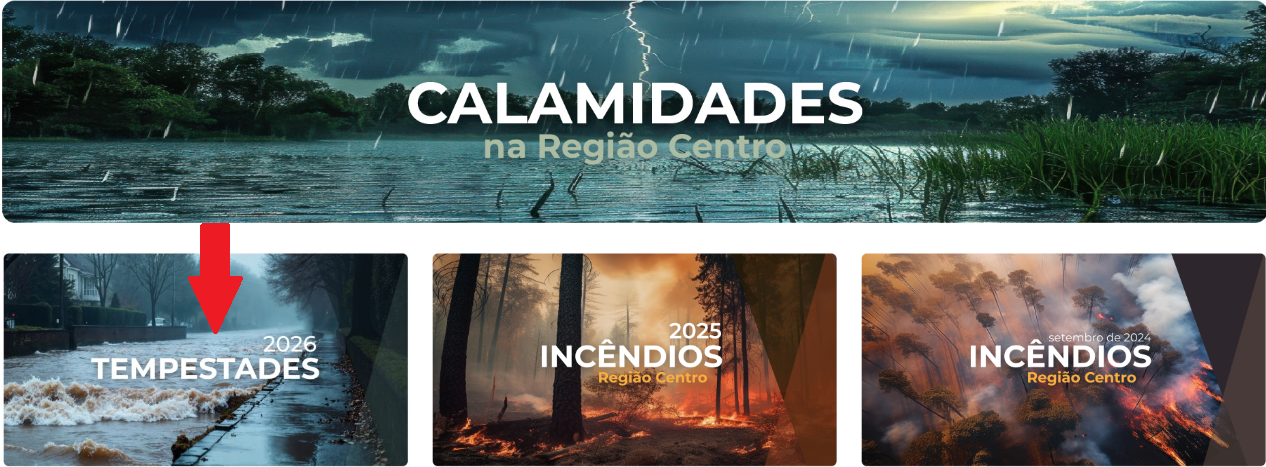 CALAMIDADES
na Região Centro
2026
TEMPESTADES
2025
INCÊNDIOS
Região Centro
setembro de 2024
INCÊNDIOS
Região Centro